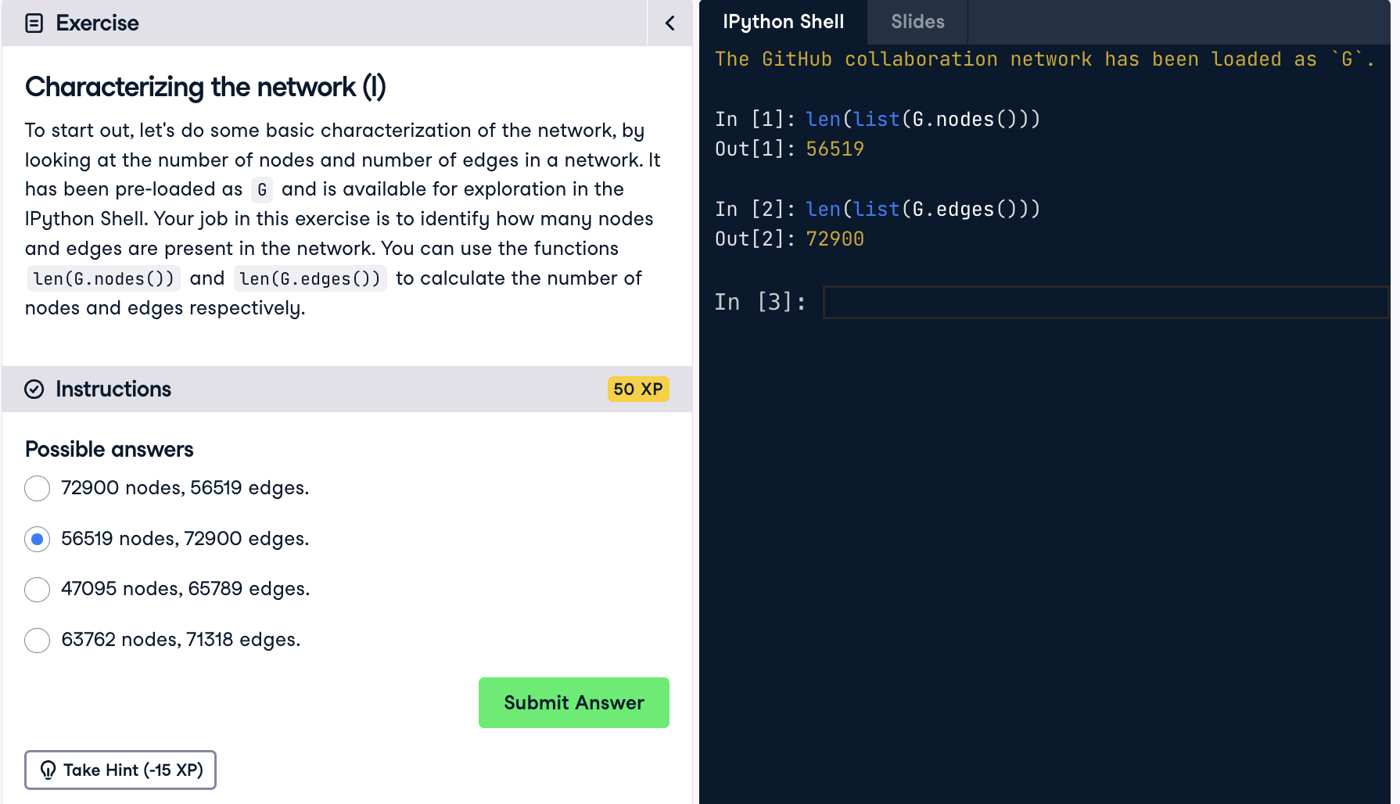 Exercise
Characterizing the network (I)
To start out, let's do some basic characterization of the network, by
looking at the number of nodes and number of edges in a network. It
has been pre-loaded as G and is available for exploration in the
IPython Shell. Your job in this exercise is to identify how many nodes
and edges are present in the network. You can use the functions
len(G.nodes()) and len(G.edges()) to calculate the number of
nodes and edges respectively.
Instructions
50 XP
Possible answers
72900 nodes, 56519 edges.
56519 nodes, 72900 edges.
47095 nodes, 65789 edges.
63762 nodes, 71318 edges.
Submit Answer
Take Hint (-15 XP)
IPython Shell
Slides
The GitHub collaboration network has been loaded as `G`.
In [1]: len(list(G.nodes()))
Out[1]: 56519
In [2]: len(list(G.edges()))
Out[2]: 72900
In [3]: